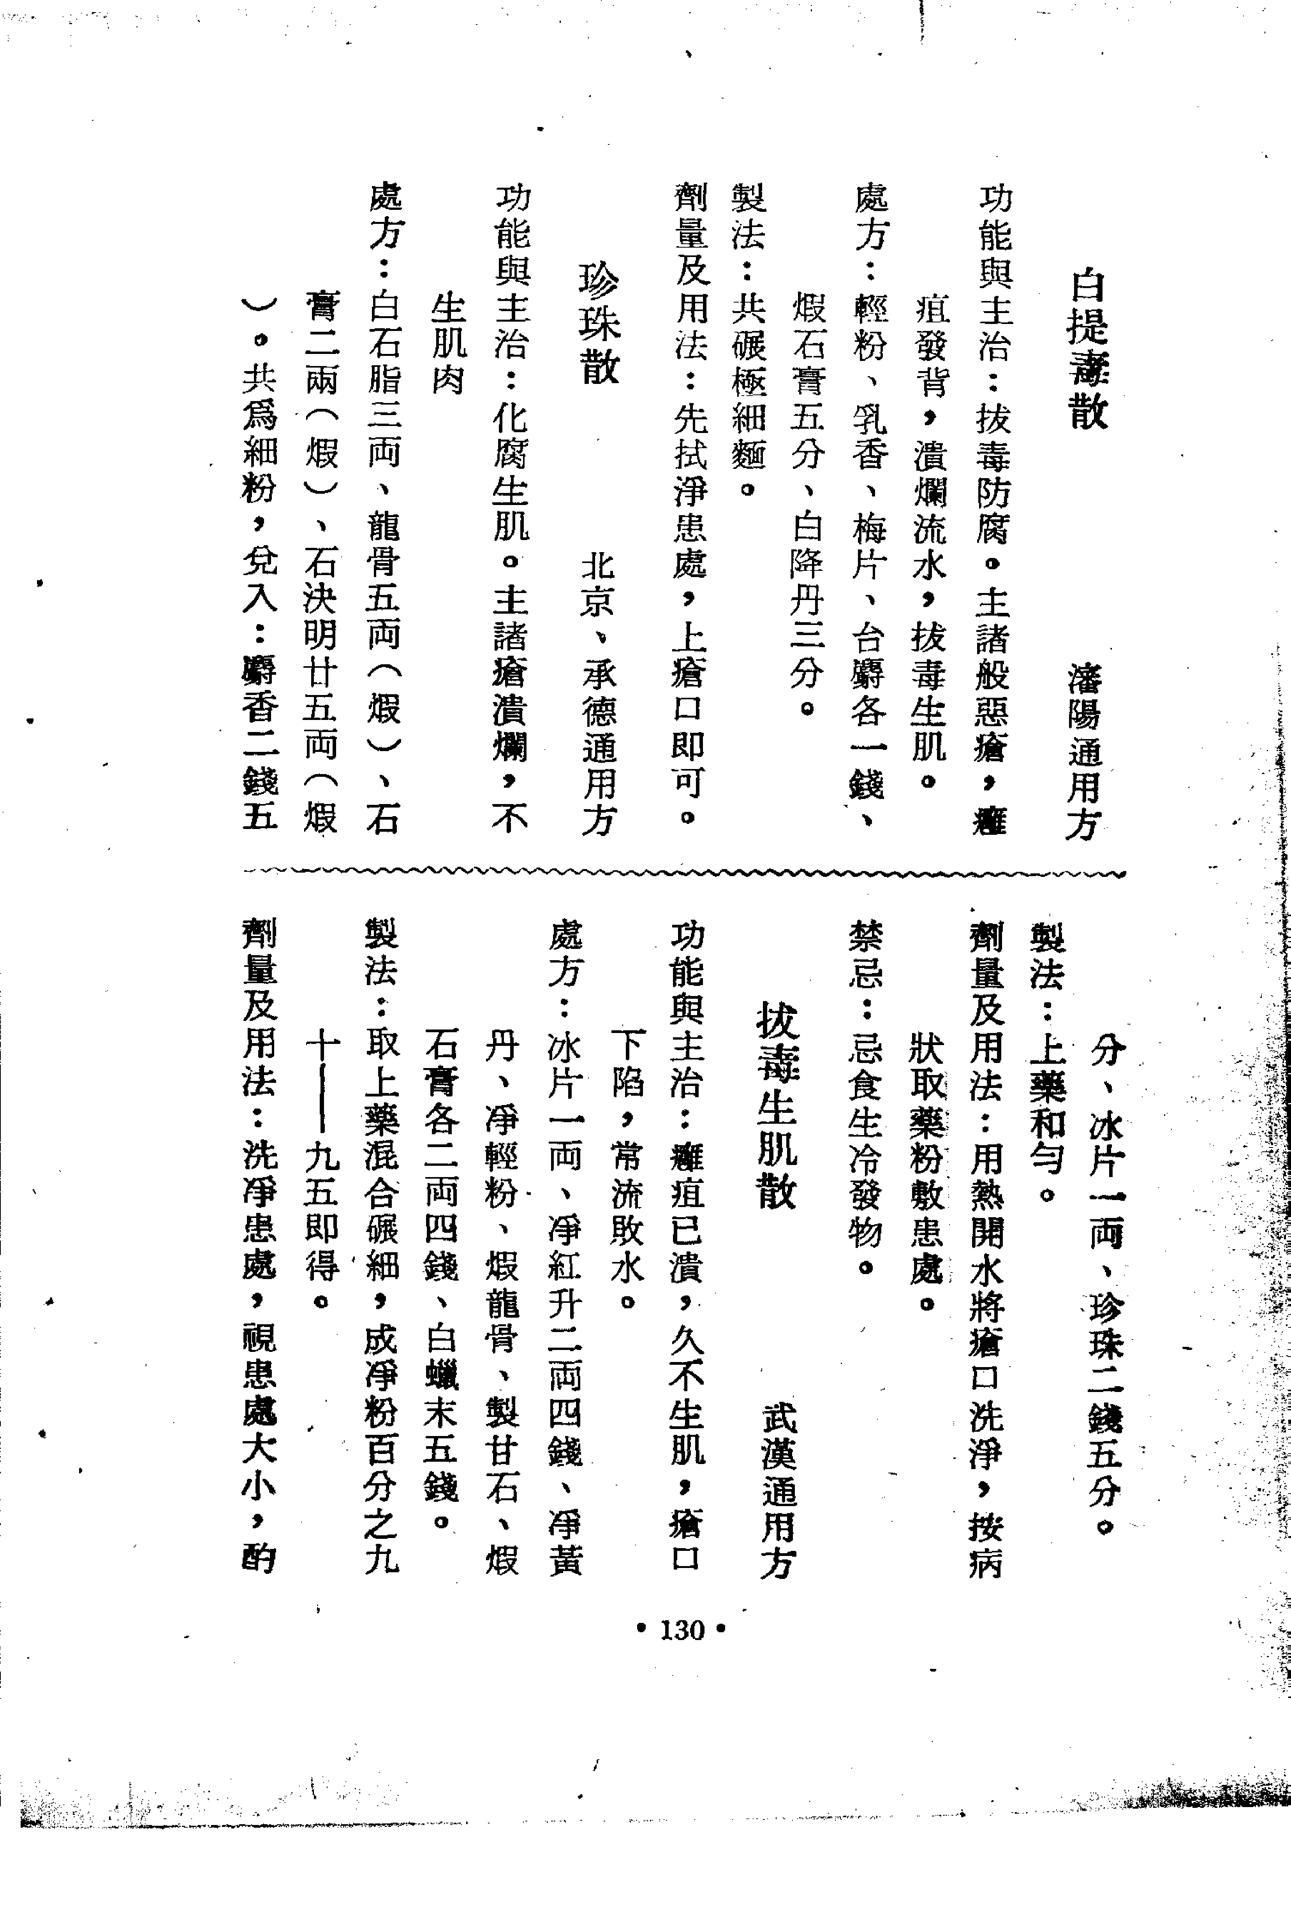 白提毒散　瀋陽通用方
功能與主治：拔毒防腐。主諸般惡瘡，癰
疽發背，潰爛流水，拔毒生肌。
處方：輕粉、乳香、梅片、台麝各一錢、
煆石膏五分、白降丹三分。
製法：共碾極細麵。
劑量及用法：先拭淨患處，上瘡口即可。
珍珠散　北京、承德通用方
功能與主治：化腐生肌。主諸瘡潰爛，不
生肌肉
處方：白石脂三両、龍骨五両（煆）、石
膏二兩（煆）、石決明廿五両（煆
）。共爲細粉，兌入：麝香二錢五
分、冰片一両、珍珠二錢五分。
製法：上藥和勻。
劑量及用法：用熱開水將瘡口洗淨，按病
狀取藥粉敷患處。
禁忌：忌食生冷發物。
拔毒生肌散　武漢通用方
功能與主治：癰疽已潰，久不生肌，瘡口
下陷，常流敗水。
處方：冰片一両、凈紅升二両四錢、凈黃
丹、凈輕粉、煆龍骨、製甘石、煆
石膏各二両四錢、白蠟末五錢。
製法：取上藥混合碾細，成凈粉百分之九
十——九五即得。
劑量及用法：洗凈患處，視患處大小，酌
•130•